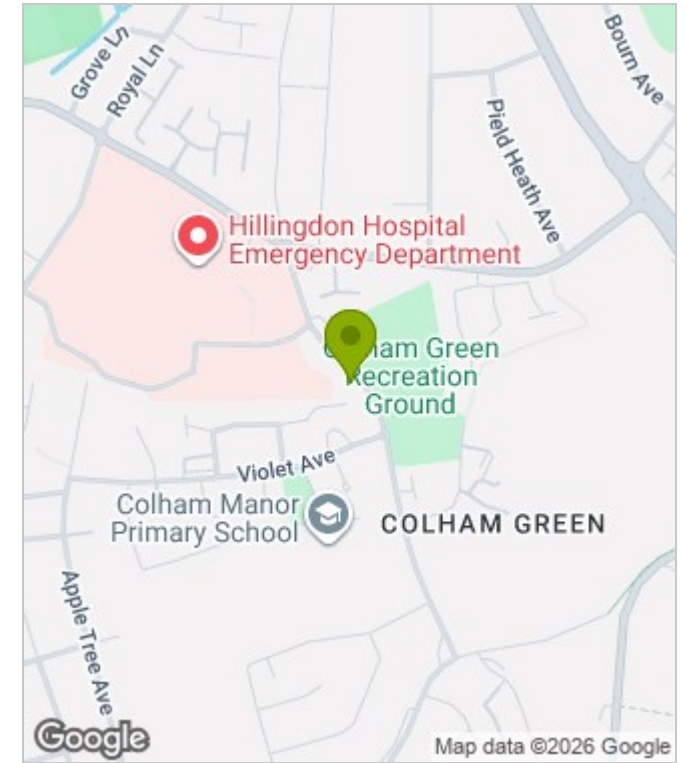 Grove Ln
Royal Ln
Bourn Ave
Pield Heath Ave
Hillingdon Hospital
Emergency Department
Green
Recreation
Ground
Violet Ave
Colham Manor
Primary School
COLHAM GREEN
Apple Tree Ave
Google
Map data ©2026 Google